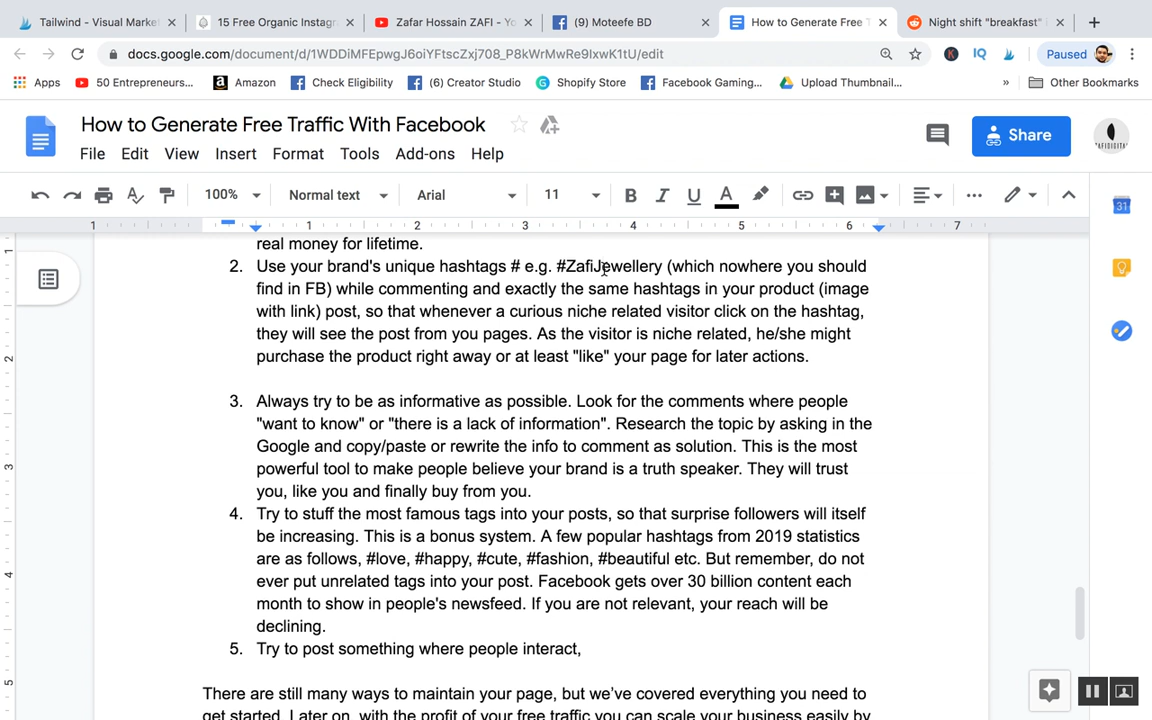 Tailwind - Visual Market
15 Free Organic Instag
Zafar Hossain ZAFI - Yo
(9) Moteefe BD
How to Generate Free T
Night shift "breakfast"
docs.google.com/document/d/1WDDiMFEpwgJ6oiYFtscZxj708_P8kWrMwRe9IxwK1tU/edit
K
IQ
Paused
Apps
50 Entrepreneurs...
Amazon
Check Eligibility
(6) Creator Studio
Shopify Store
Facebook Gaming...
Upload Thumbnail...
»
Other Bookmarks
How to Generate Free Traffic With Facebook
File Edit View Insert Format Tools Add-ons Help
Share
100%
Normal text
Arial
11
B I U A
31
1 1 2 3 4 5 6 7
real money for lifetime.
2. Use your brand's unique hashtags # e.g. #ZafiJewellery (which nowhere you should
find in FB) while commenting and exactly the same hashtags in your product (image
with link) post, so that whenever a curious niche related visitor click on the hashtag,
they will see the post from you pages. As the visitor is niche related, he/she might
purchase the product right away or at least "like" your page for later actions.
3. Always try to be as informative as possible. Look for the comments where people
"want to know" or "there is a lack of information". Research the topic by asking in the
Google and copy/paste or rewrite the info to comment as solution. This is the most
powerful tool to make people believe your brand is a truth speaker. They will trust
you, like you and finally buy from you.
4. Try to stuff the most famous tags into your posts, so that surprise followers will itself
be increasing. This is a bonus system. A few popular hashtags from 2019 statistics
are as follows, #love, #happy, #cute, #fashion, #beautiful etc. But remember, do not
ever put unrelated tags into your post. Facebook gets over 30 billion content each
month to show in people's newsfeed. If you are not relevant, your reach will be
declining.
5. Try to post something where people interact,
There are still many ways to maintain your page, but we've covered everything you need to
get started. Later on, with the profit of your free traffic you can scale your business easily by
1
2
3
4
5